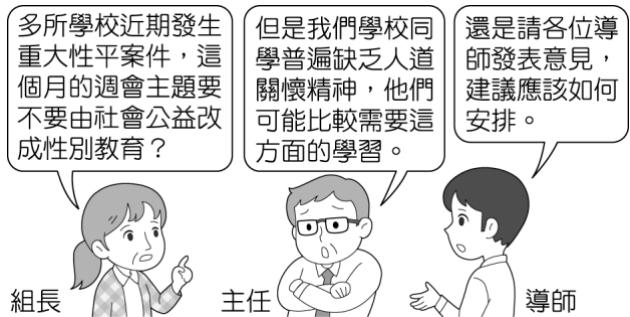 多所學校近期發生
重大性平案件，這
個月的週會主題要
不要由社會公益改
成性別教育？
但是我們學校同
學普遍缺乏人道
關懷精神，他們
可能比較需要這
方面的學習。
還是請各位導
師發表意見，
建議應該如何
安排。
組長
主任
導師